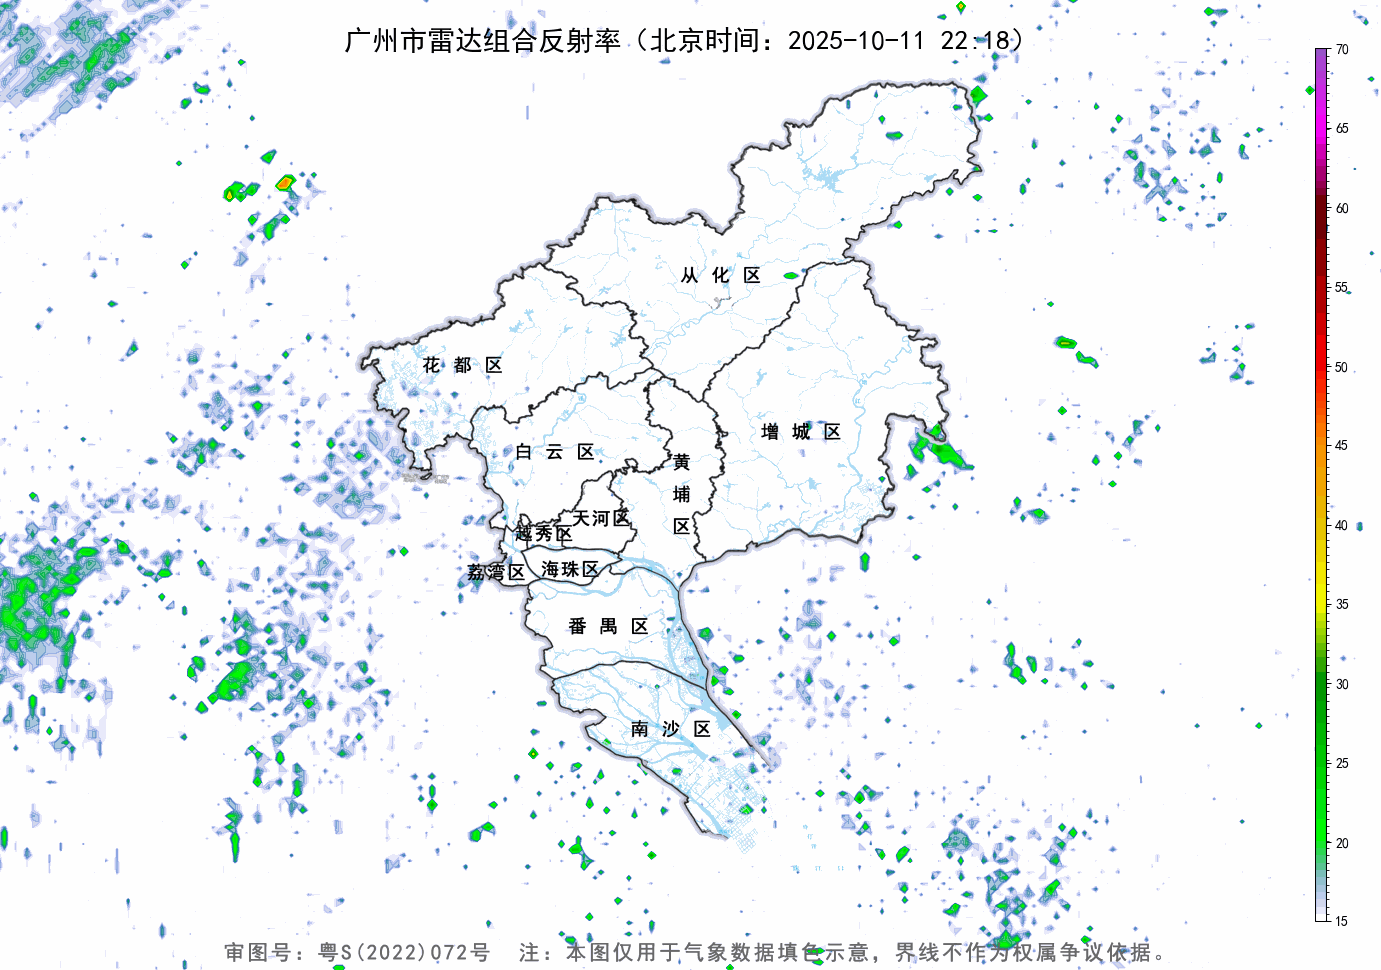 广州市雷达组合反射率（北京时间：2025-10-11 22:18）
70
65
60
55
50
45
40
35
30
25
20
15
从化区
花都区
增城区
白云区
黄埔区
天河区
越秀区
海珠区
荔湾区
番禺区
南沙区
审图号：粤S(2022)072号 注：本图仅用于气象数据填色示意，界线不作为权属争议依据。